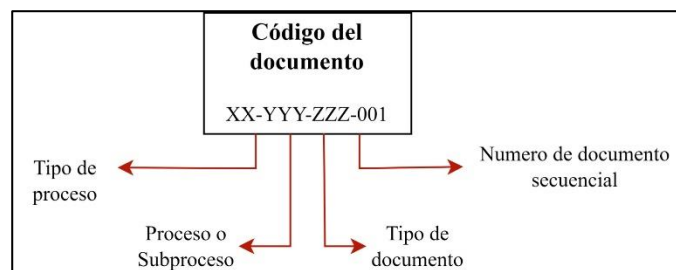 Código del
documento
XX-YYY-ZZZ-001
Tipo de
proceso
Numero de documento
secuencial
Proceso o
Subproceso
Tipo de
documento